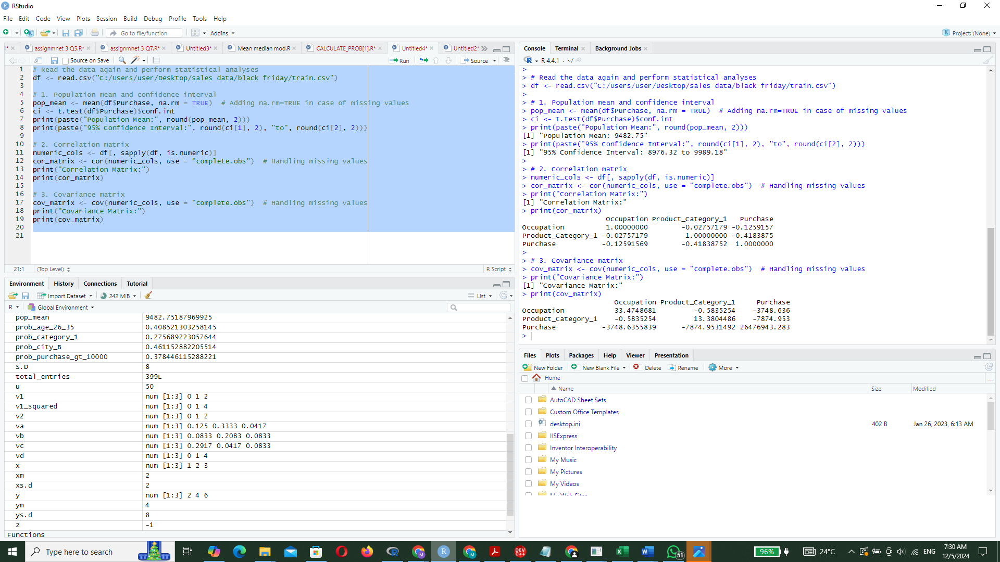 RStudio
File Edit Code View Plots Session Build Debug Profile Tools Help
Go to file/function Addins Project: (None)
assignmnet 3 Q5.R* assignmnet 3 Q7.R* Untitled3* Mean median mod.R CALCULATE_PROB[1].R* Untitled4* Untitled2*
Source on Save Run Source
1 # Read the data again and perform statistical analyses
2 df <- read.csv("C:/Users/user/Desktop/sales data/black friday/train.csv")
3
4 # 1. Population mean and confidence interval
5 pop_mean <- mean(df$Purchase, na.rm = TRUE)  # Adding na.rm=TRUE in case of missing values
6 ci <- t.test(df$Purchase)$conf.int
7 print(paste("Population Mean:", round(pop_mean, 2)))
8 print(paste("95% Confidence Interval:", round(ci[1], 2), "to", round(ci[2], 2)))
9
10 # 2. Correlation matrix
11 numeric_cols <- df[, sapply(df, is.numeric)]
12 cor_matrix <- cor(numeric_cols, use = "complete.obs")  # Handling missing values
13 print("Correlation Matrix:")
14 print(cor_matrix)
15
16 # 3. Covariance matrix
17 cov_matrix <- cov(numeric_cols, use = "complete.obs")  # Handling missing values
18 print("Covariance Matrix:")
19 print(cov_matrix)
20
21
21:1 (Top Level) R Script
Environment History Connections Tutorial
Import Dataset 242 MiB List
R Global Environment
pop_mean 9482.75187969925
prob_age_26_35 0.408521303258145
prob_category_1 0.275689223057644
prob_city_B 0.461152882205514
prob_purchase_gt_10000 0.378446115288221
S.D 8
total_entries 399L
u 50
v1 num [1:3] 0 1 2
v1_squared num [1:3] 0 1 4
v2 num [1:3] 0 1 2
va num [1:3] 0.125 0.3333 0.0417
vb num [1:3] 0.0833 0.2083 0.0833
vc num [1:3] 0.2917 0.0417 0.0833
vd num [1:3] 0 1 4
x num [1:3] 1 2 3
xm 2
xs.d 2
y num [1:3] 2 4 6
ym 4
ys.d 8
z -1
Functions
Console Terminal Background Jobs
R 4.4.1 · ~/
>
> # Read the data again and perform statistical analyses
> df <- read.csv("C:/Users/user/Desktop/sales data/black friday/train.csv")
>
> # 1. Population mean and confidence interval
> pop_mean <- mean(df$Purchase, na.rm = TRUE)  # Adding na.rm=TRUE in case of missing values
> ci <- t.test(df$Purchase)$conf.int
> print(paste("Population Mean:", round(pop_mean, 2)))
[1] "Population Mean: 9482.75"
> print(paste("95% Confidence Interval:", round(ci[1], 2), "to", round(ci[2], 2)))
[1] "95% Confidence Interval: 8976.32 to 9989.18"
>
> # 2. Correlation matrix
> numeric_cols <- df[, sapply(df, is.numeric)]
> cor_matrix <- cor(numeric_cols, use = "complete.obs")  # Handling missing values
> print("Correlation Matrix:")
[1] "Correlation Matrix:"
> print(cor_matrix)
Occupation Product_Category_1 Purchase
Occupation 1.00000000 -0.02757179 -0.1259157
Product_Category_1 -0.02757179 1.00000000 -0.4183875
Purchase -0.12591569 -0.41838752 1.0000000
>
> # 3. Covariance matrix
> cov_matrix <- cov(numeric_cols, use = "complete.obs")  # Handling missing values
> print("Covariance Matrix:")
[1] "Covariance Matrix:"
> print(cov_matrix)
Occupation Product_Category_1 Purchase
Occupation 33.4748681 -0.5835254 -3748.636
Product_Category_1 -0.5835254 13.3804486 -7874.953
Purchase -3748.6355839 -7874.9531492 26476943.283
>
Files Plots Packages Help Viewer Presentation
New Folder New Blank File Delete Rename More
Home
Name Size Modified
AutoCAD Sheet Sets
Custom Office Templates
desktop.ini 402 B Jan 26, 2023, 6:13 AM
IISExpress
Inventor Interoperability
My Music
My Pictures
My Videos
My Web Sites
Type here to search 96% 24°C ENG 7:30 AM
12/5/2024